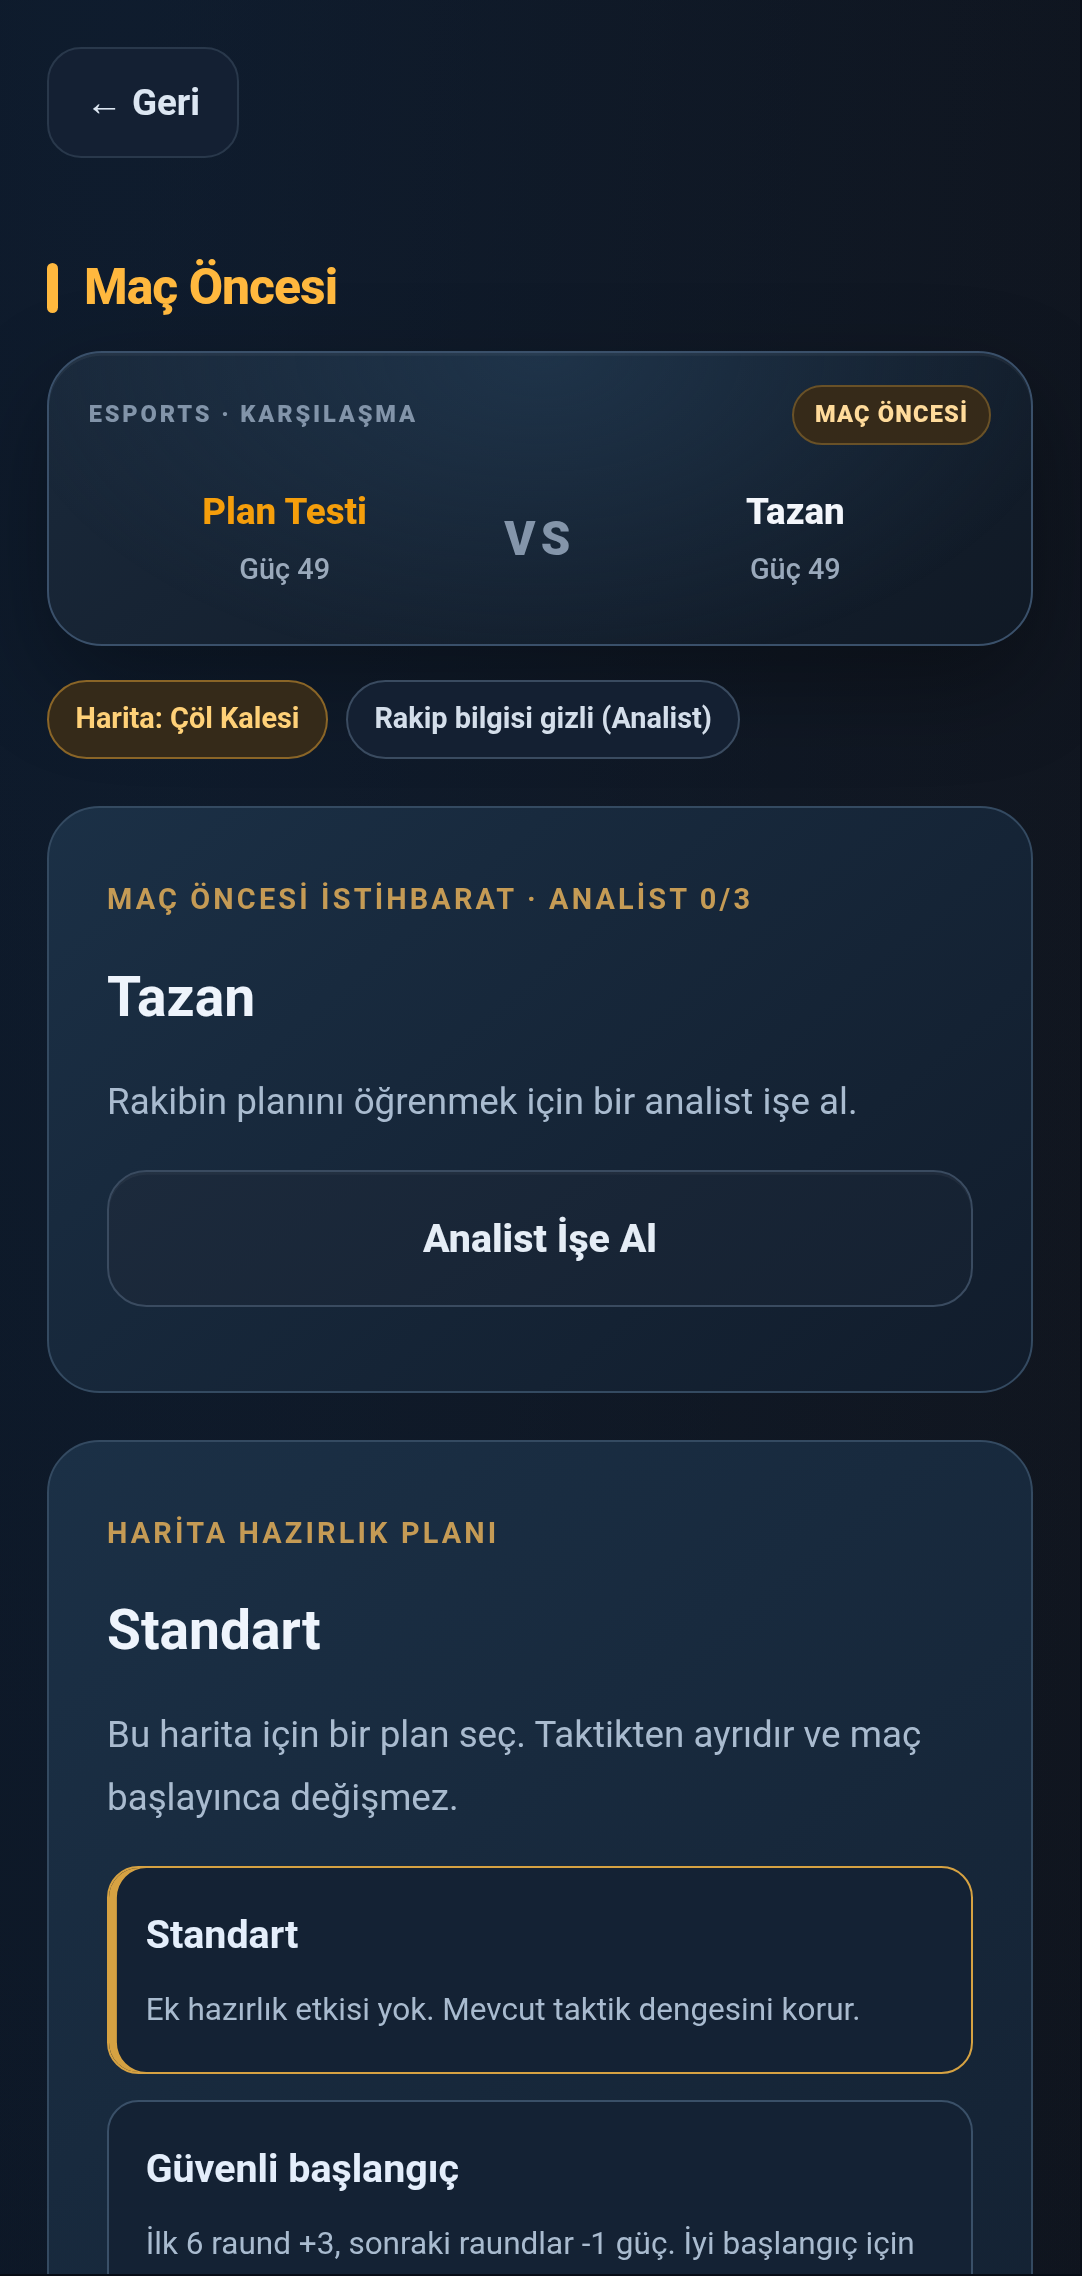 ← Geri
Maç Öncesi
ESPORTS · KARŞILAŞMA
MAÇ ÖNCESİ
Plan Testi
Güç 49
VS
Tazan
Güç 49
Harita: Çöl Kalesi
Rakip bilgisi gizli (Analist)
MAÇ ÖNCESİ İSTİHBARAT · ANALİST 0/3
Tazan
Rakibin planını öğrenmek için bir analist işe al.
Analist İşe Al
HARİTA HAZIRLIK PLANI
Standart
Bu harita için bir plan seç. Taktikten ayrıdır ve maç
başlayınca değişmez.
Standart
Ek hazırlık etkisi yok. Mevcut taktik dengesini korur.
Güvenli başlangıç
İlk 6 raund +3, sonraki raundlar -1 güç. İyi başlangıç için